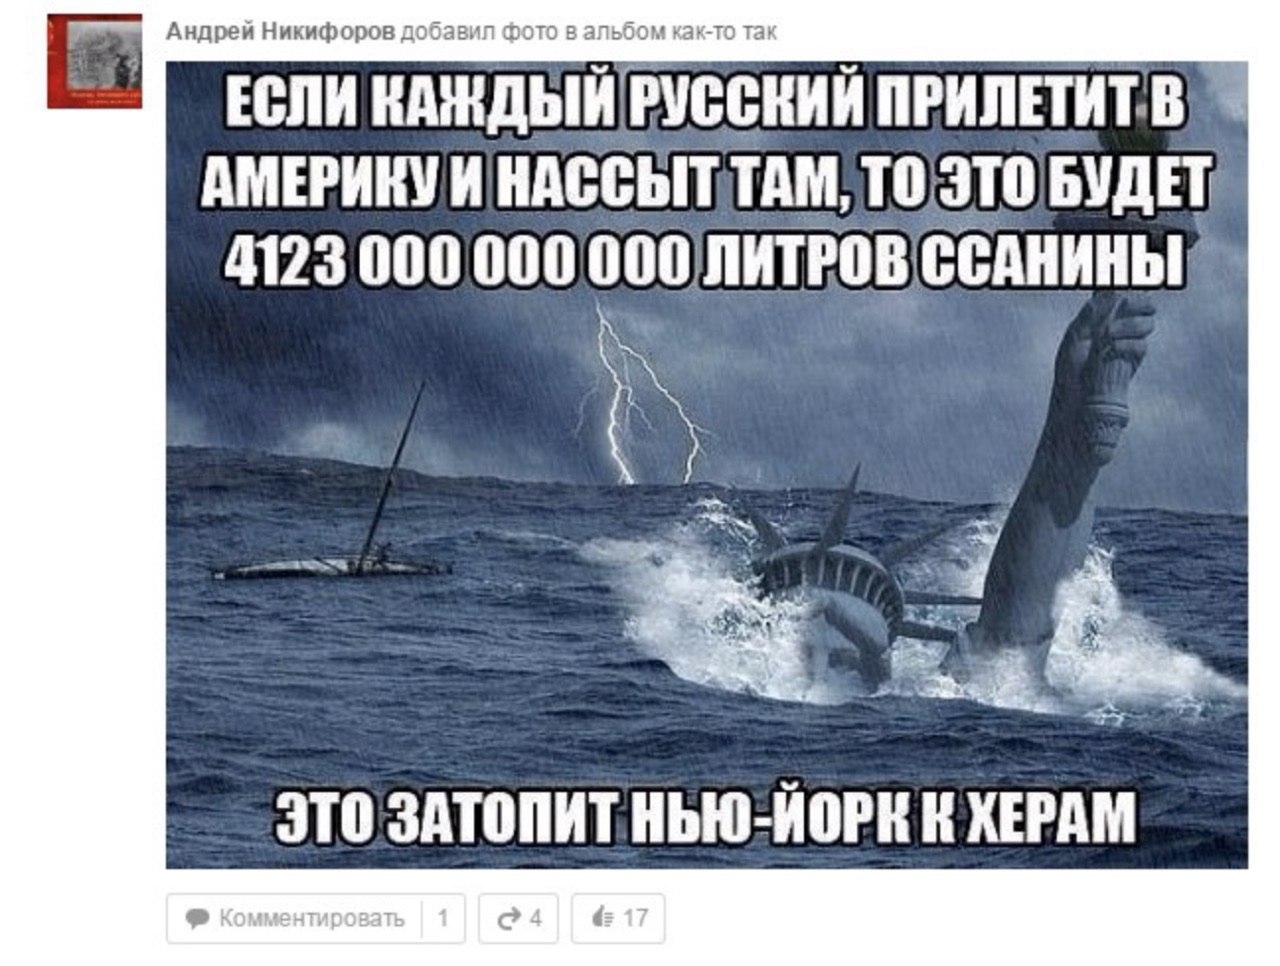 Андрей Никифоров добавил фото в альбом как-то так
ЕСЛИ КАЖДЫЙ РУССКИЙ ПРИЛЕТИТ В
АМЕРИКУ И НАССЫТ ТАМ, ТО ЭТО БУДЕТ
4123 000 000 000 ЛИТРОВ ССАНИНЫ
ЭТО ЗАТОПИТ НЬЮ-ЙОРК К ХЕРАМ
Комментировать 1 4 17